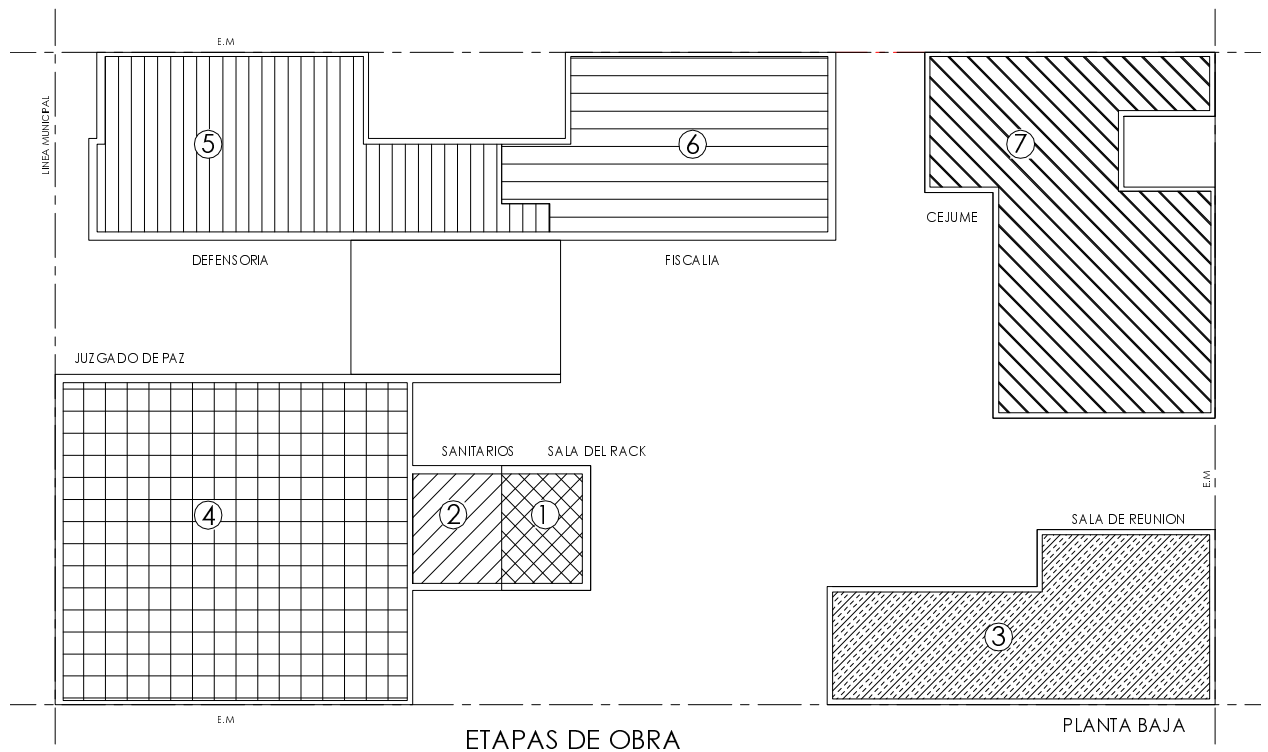 E.M
LINEA MUNICIPAL
5
6
7
CEJUME
DEFENSORIA
FISCALIA
JUZGADO DE PAZ
SANITARIOS
SALA DEL RACK
E.M
4
2
1
SALA DE REUNION
3
E.M
PLANTA BAJA
ETAPAS DE OBRA